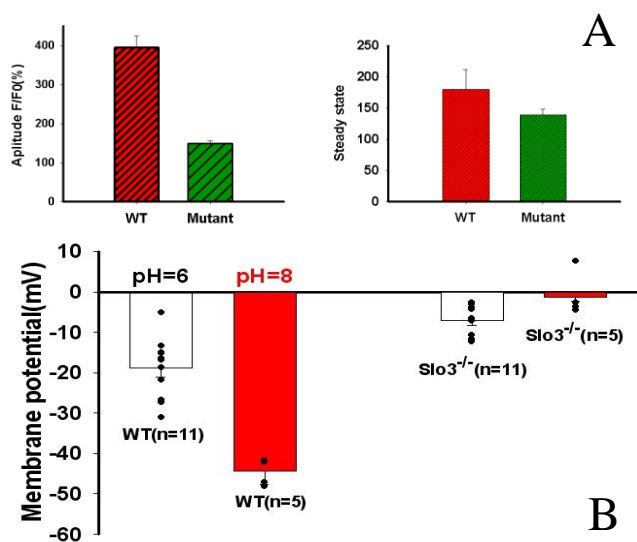 A
Aplitude F/F0(%)
400
300
200
100
0
WT
Mutant
Steady state
250
200
150
100
50
0
WT
Mutant
Membrane potential(mV)
10
0
-10
-20
-30
-40
-50
-60
pH=6
pH=8
WT(n=11)
WT(n=5)
Slo3-/-(n=11)
Slo3-/-(n=5)
B